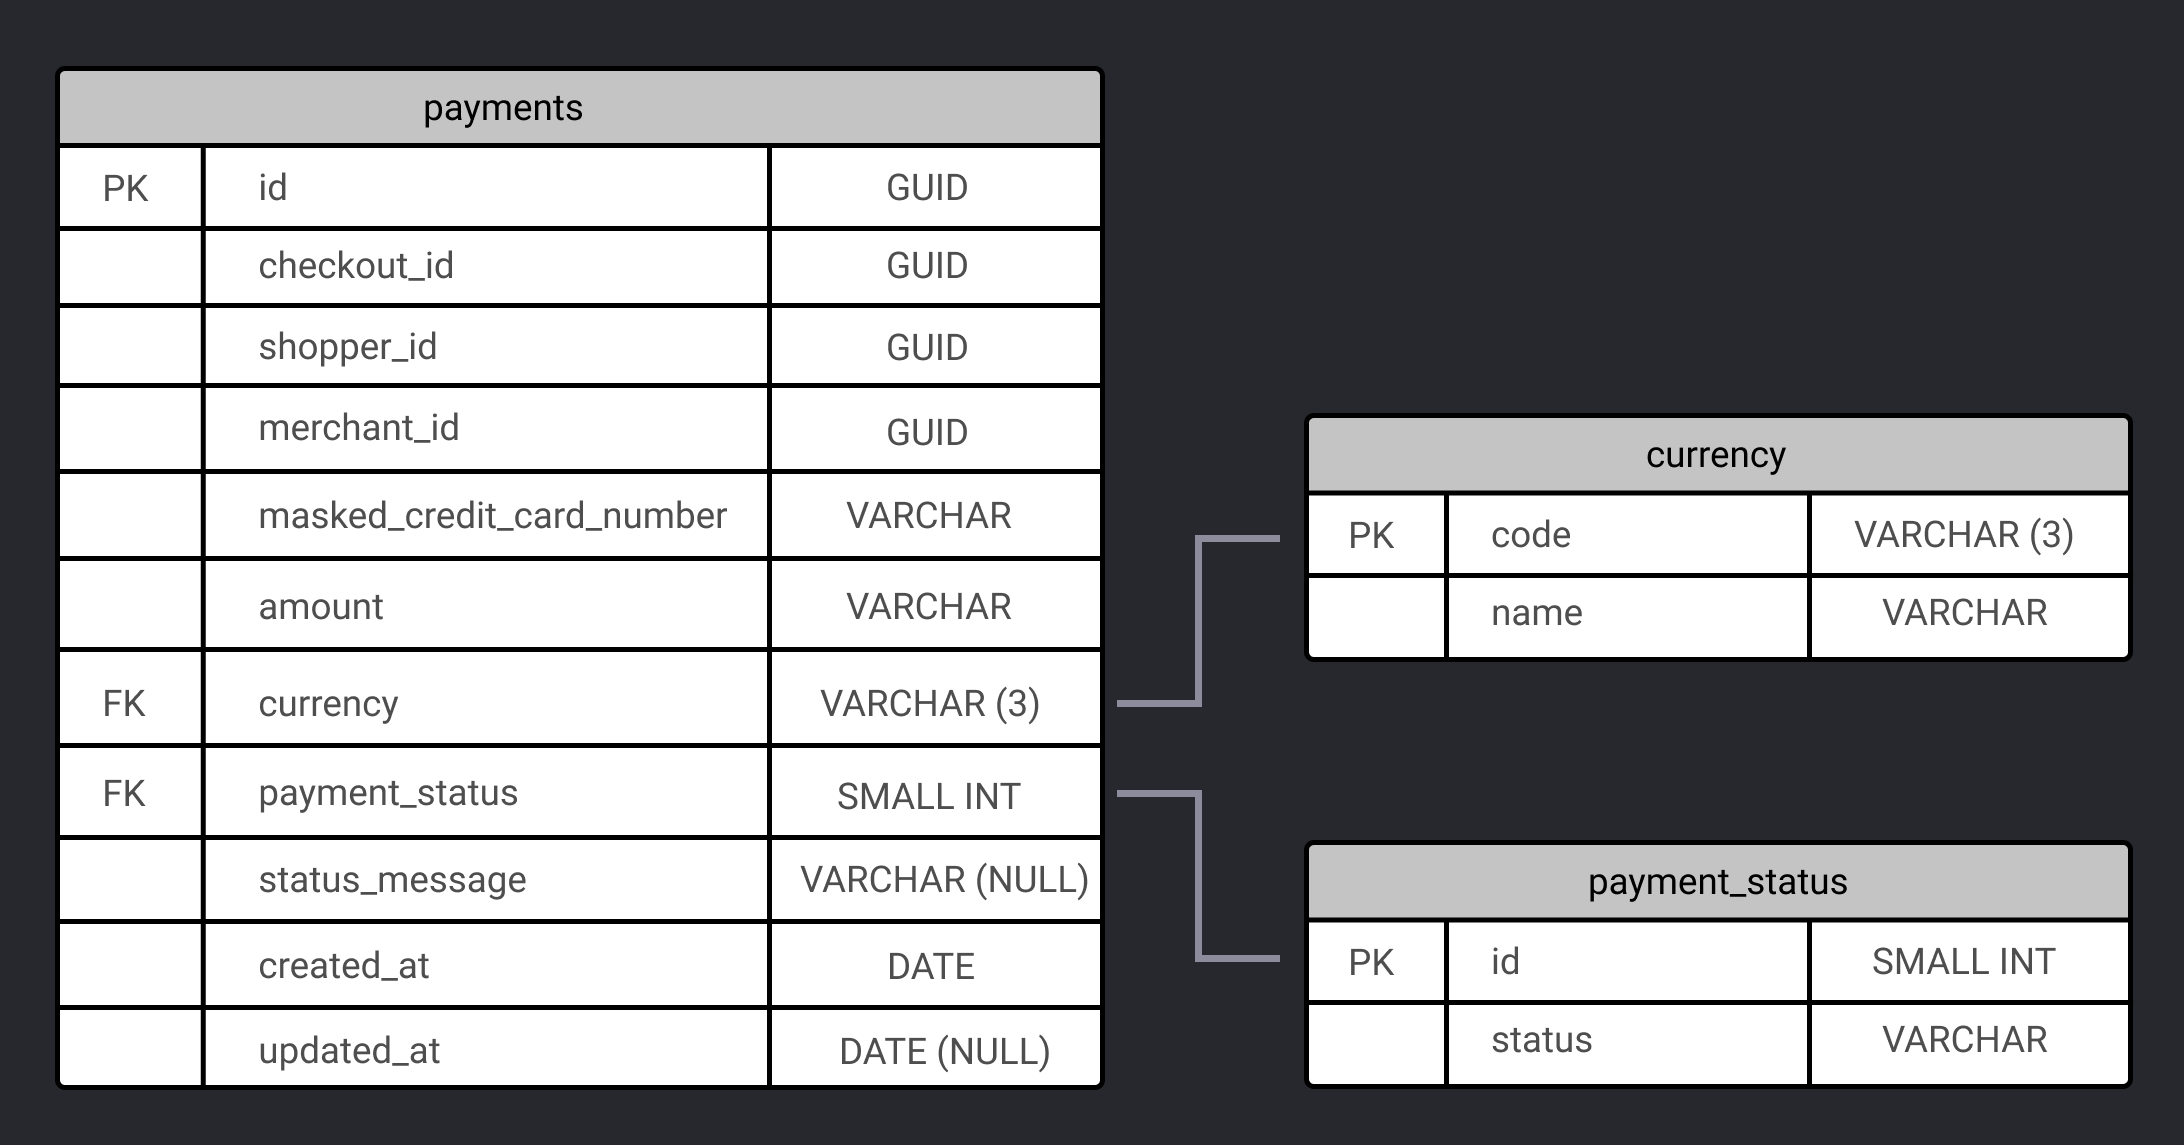 payments
PK id GUID
checkout_id GUID
shopper_id GUID
merchant_id GUID
masked_credit_card_number VARCHAR
amount VARCHAR
FK currency VARCHAR (3)
FK payment_status SMALL INT
status_message VARCHAR (NULL)
created_at DATE
updated_at DATE (NULL)
currency
PK code VARCHAR (3)
name VARCHAR
payment_status
PK id SMALL INT
status VARCHAR